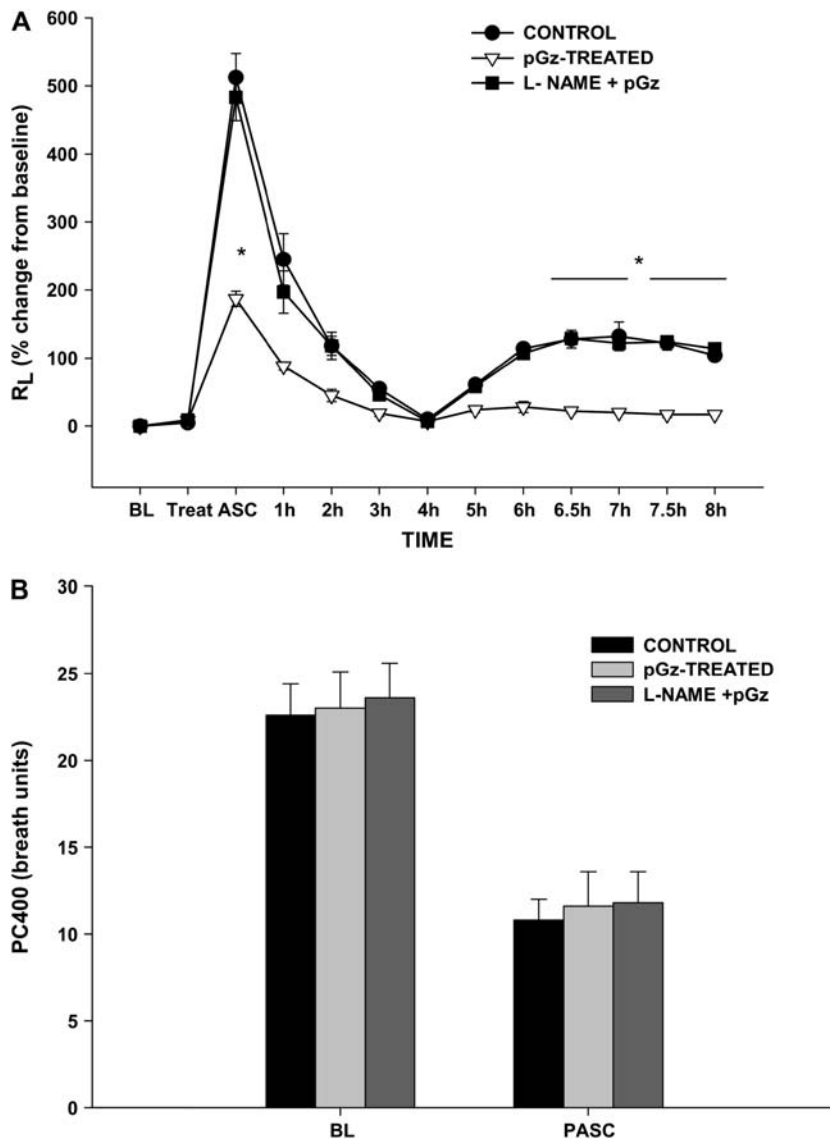 A
600
500
400
300
200
100
0
RL (% change from baseline)
CONTROL
pGz-TREATED
L- NAME + pGz
*
*
BL Treat ASC 1h 2h 3h 4h 5h 6h 6.5h 7h 7.5h 8h
TIME
B
30
25
20
15
10
5
0
PC400 (breath units)
CONTROL
pGz-TREATED
L-NAME +pGz
BL PASC